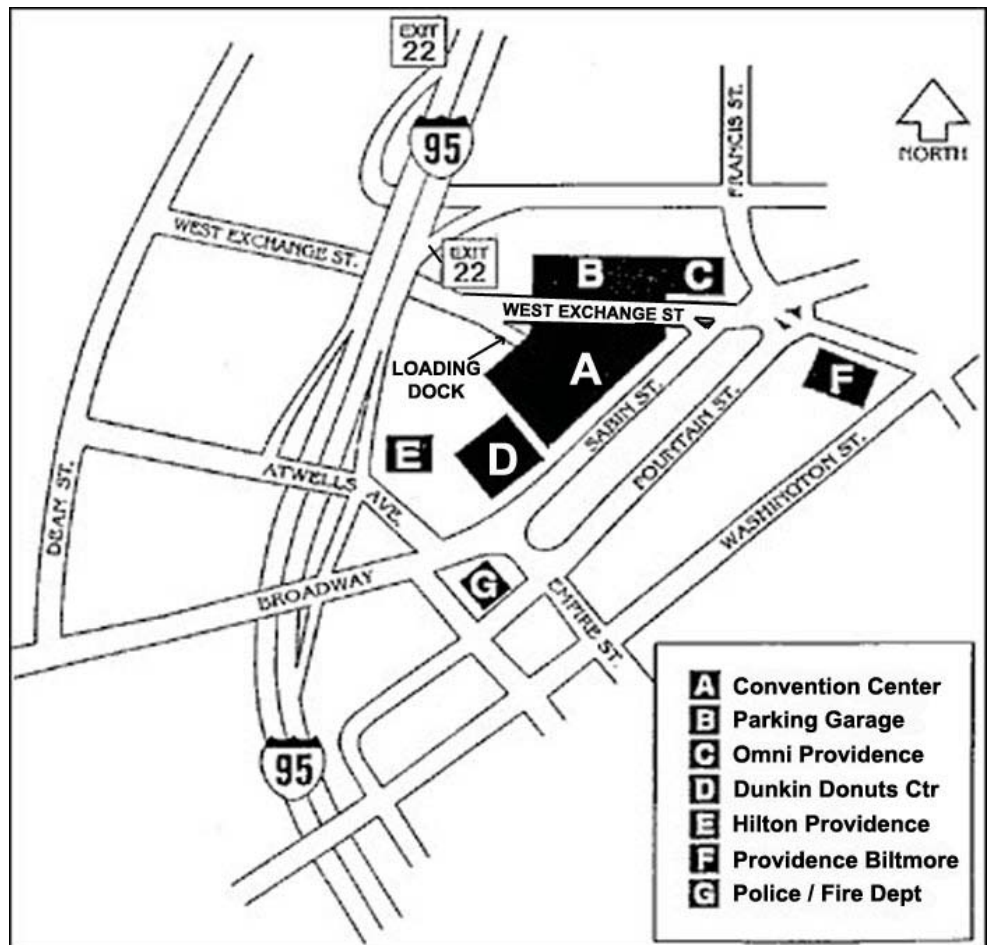 EXIT
22
95
FRANCIS ST.
NORTH
WEST EXCHANGE ST.
EXIT
22
B
C
WEST EXCHANGE ST
LOADING
DOCK
A
F
SABIN ST.
FOUNTAIN ST.
E
D
ATWELLS AVE.
DEAN ST.
WASHINGTON ST.
BROADWAY
G
EMPIRE ST.
95
A Convention Center
B Parking Garage
C Omni Providence
D Dunkin Donuts Ctr
E Hilton Providence
F Providence Biltmore
G Police / Fire Dept